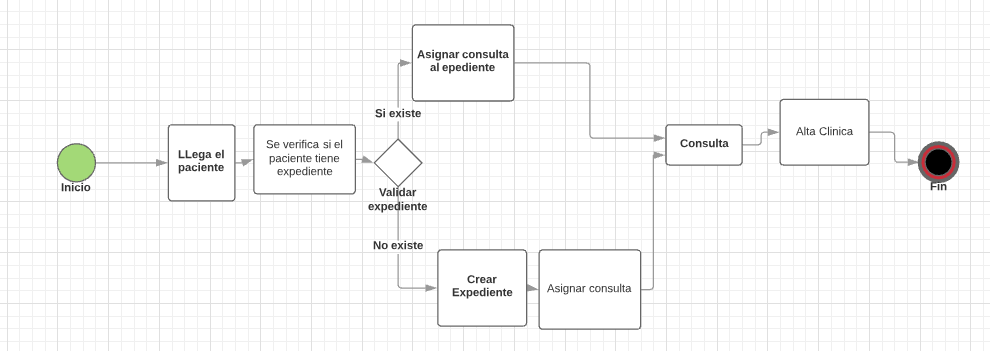 Inicio
LLega el
paciente
Se verifica si el
paciente tiene
expediente
Validar
expediente
Si existe
Asignar consulta
al epediente
No existe
Crear
Expediente
Asignar consulta
Consulta
Alta Clinica
Fin